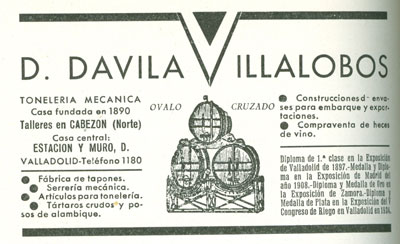 D. DAVILA VILLALOBOS
TONELERIA MECANICA
Casa fundada en 1890
Talleres en CABEZON (Norte)
Casa central:
ESTACION Y MURO, D.
VALLADOLID-Teléfono 1180
OVALO CRUZADO
Construcciones de enva-
ses para embarque y expor-
taciones.
Compraventa de heces
de vino.
Fábrica de tapones.
Serrería mecánica.
Artículos para tonelería.
Tártaros crudos y po-
sos de alambique.
Diploma de 1.ª clase en la Exposición
de Valladolid de 1897.-Medalla y Diplo-
ma en la Exposición de Madrid del
año 1908.-Diploma y Medalla de Oro en
la Exposición de Zamora.-Diploma y
Medalla de Plata en la Exposición del V
Congreso de Riego en Valladolid en 1934.